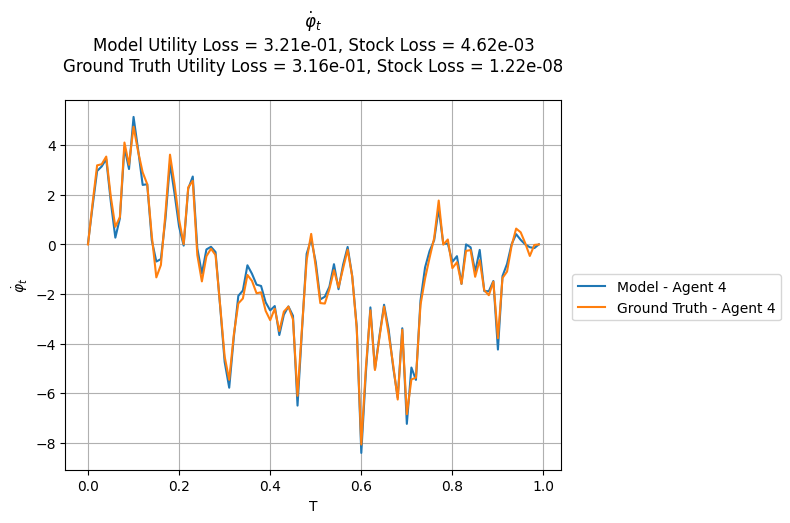 φ̇ₜ
Model Utility Loss = 3.21e-01, Stock Loss = 4.62e-03
Ground Truth Utility Loss = 3.16e-01, Stock Loss = 1.22e-08
4
2
0
−2
−4
−6
−8
φ̇ₜ
0.0 0.2 0.4 0.6 0.8 1.0
T
Model - Agent 4
Ground Truth - Agent 4